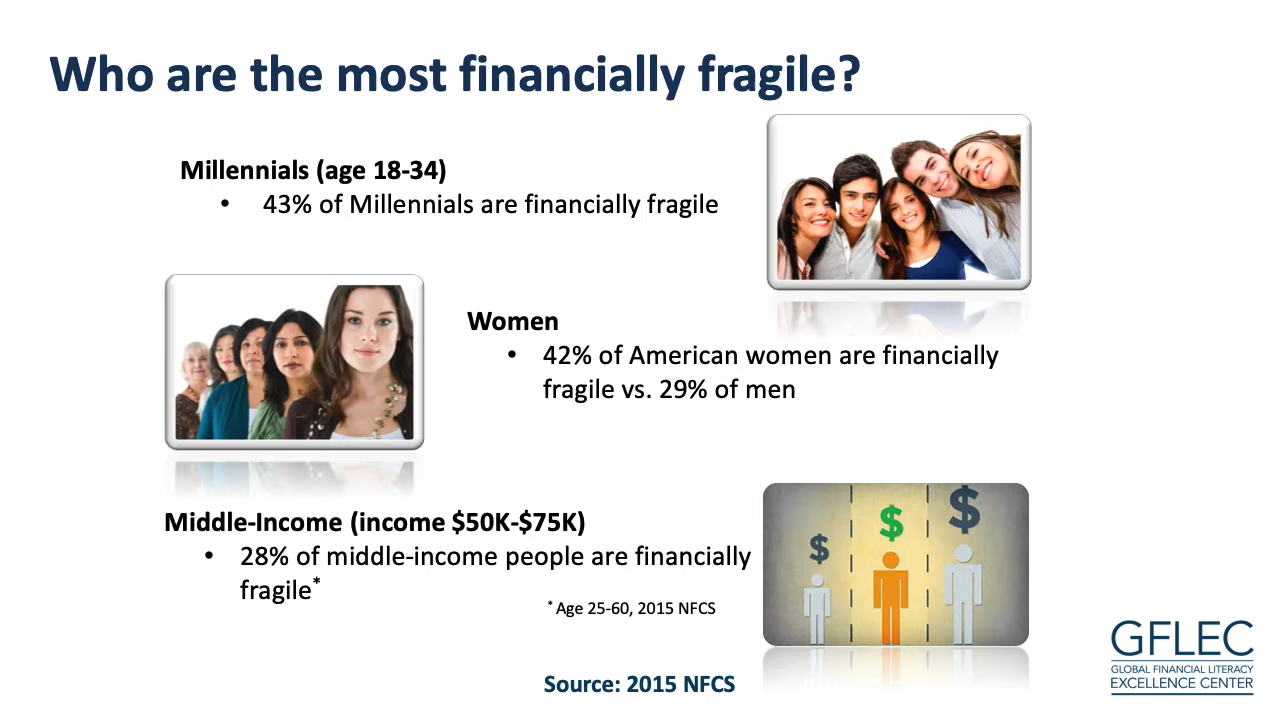 Who are the most financially fragile?
Millennials (age 18-34)
• 43% of Millennials are financially fragile
Women
• 42% of American women are financially
fragile vs. 29% of men
Middle-Income (income $50K-$75K)
• 28% of middle-income people are financially
fragile*
* Age 25-60, 2015 NFCS
$ $ $
Source: 2015 NFCS
GFLEC
GLOBAL FINANCIAL LITERACY
EXCELLENCE CENTER